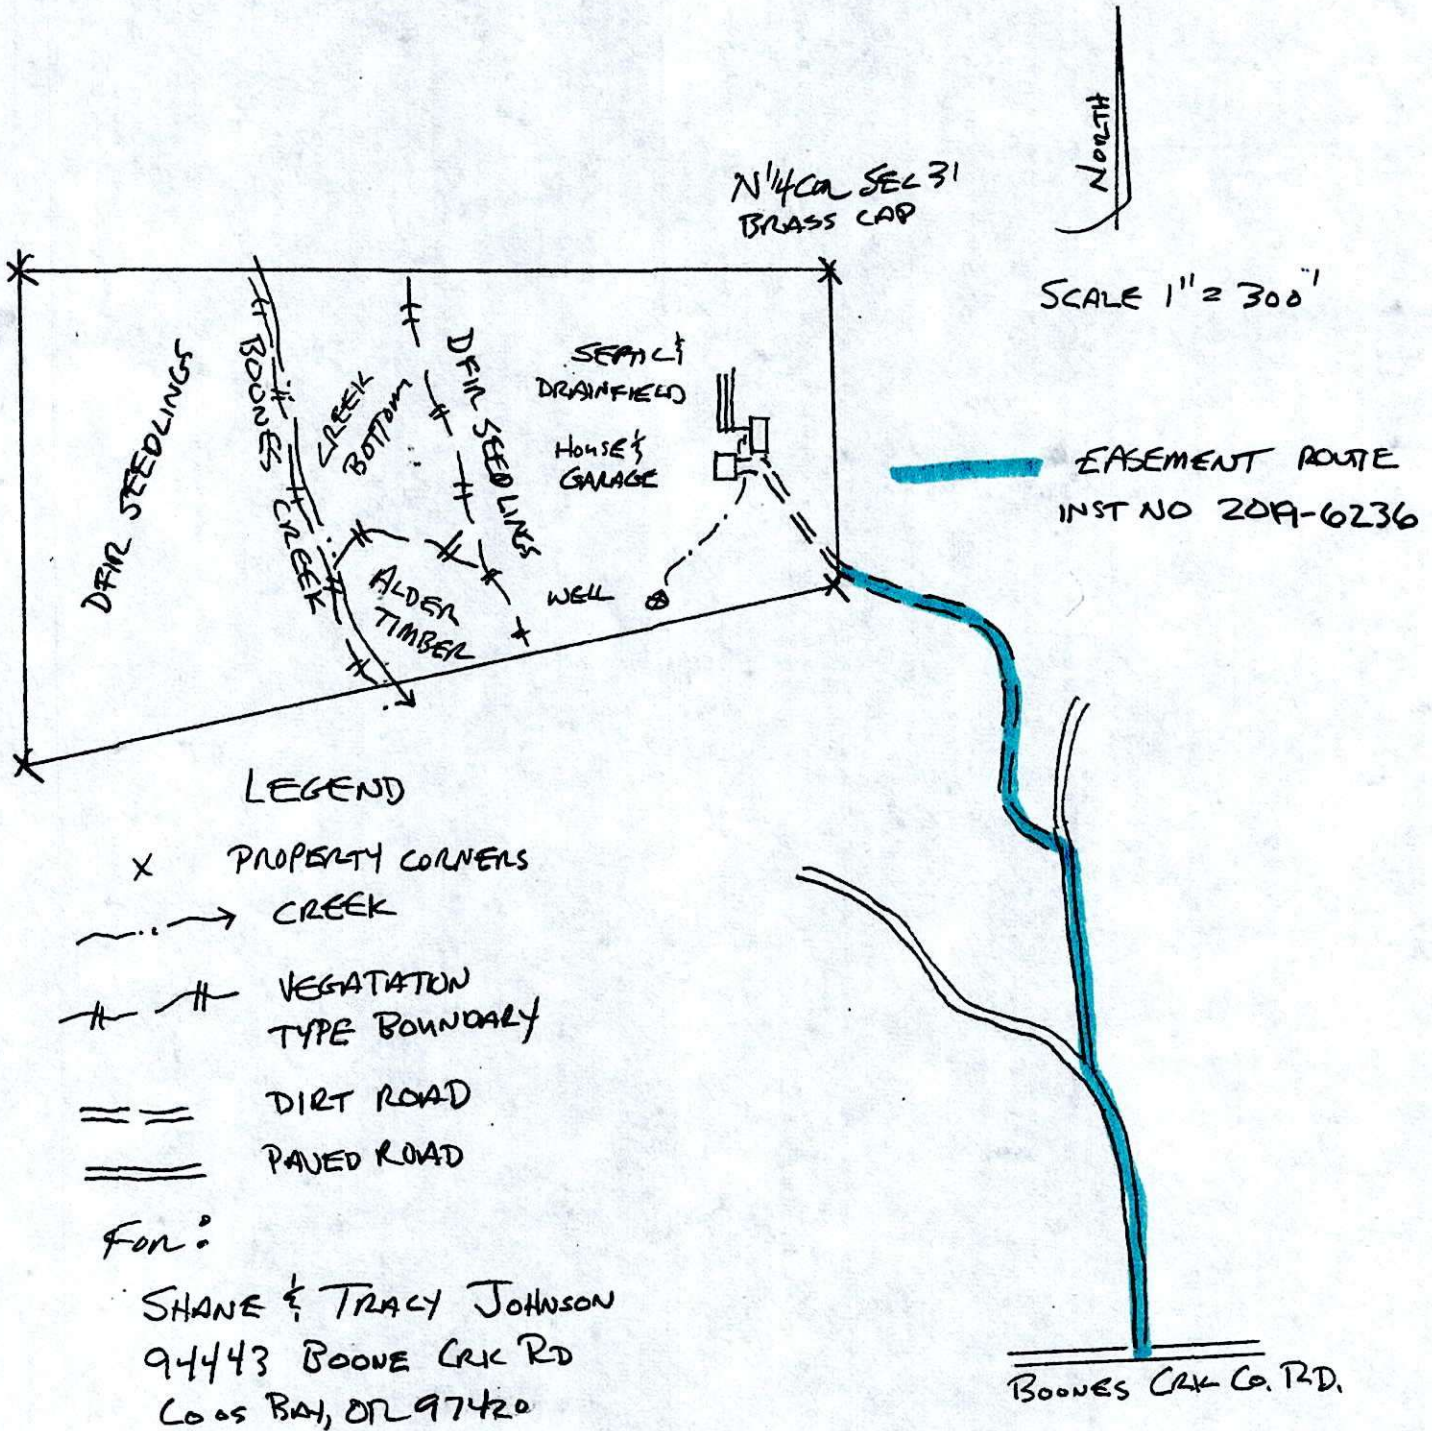 NORTH
N 1/4 COR SEC 31
BRASS CAP
SCALE 1" = 300'
DFIR SEEDLINGS
BOONES CREEK
CREEK
BOTTOM
DFIR SEEDLINGS
SEPTIC &
DRAINFIELD
HOUSE &
GARAGE
ALDER
TIMBER
WELL
EASEMENT ROUTE
INST NO 2019-6236
LEGEND
X PROPERTY CORNERS
CREEK
VEGATATION
TYPE BOUNDARY
DIRT ROAD
PAVED ROAD
FOR:
SHANE & TRACY JOHNSON
94443 BOONE CRK RD
COOS BAY, OR 97420
BOONES CRK CO. RD.